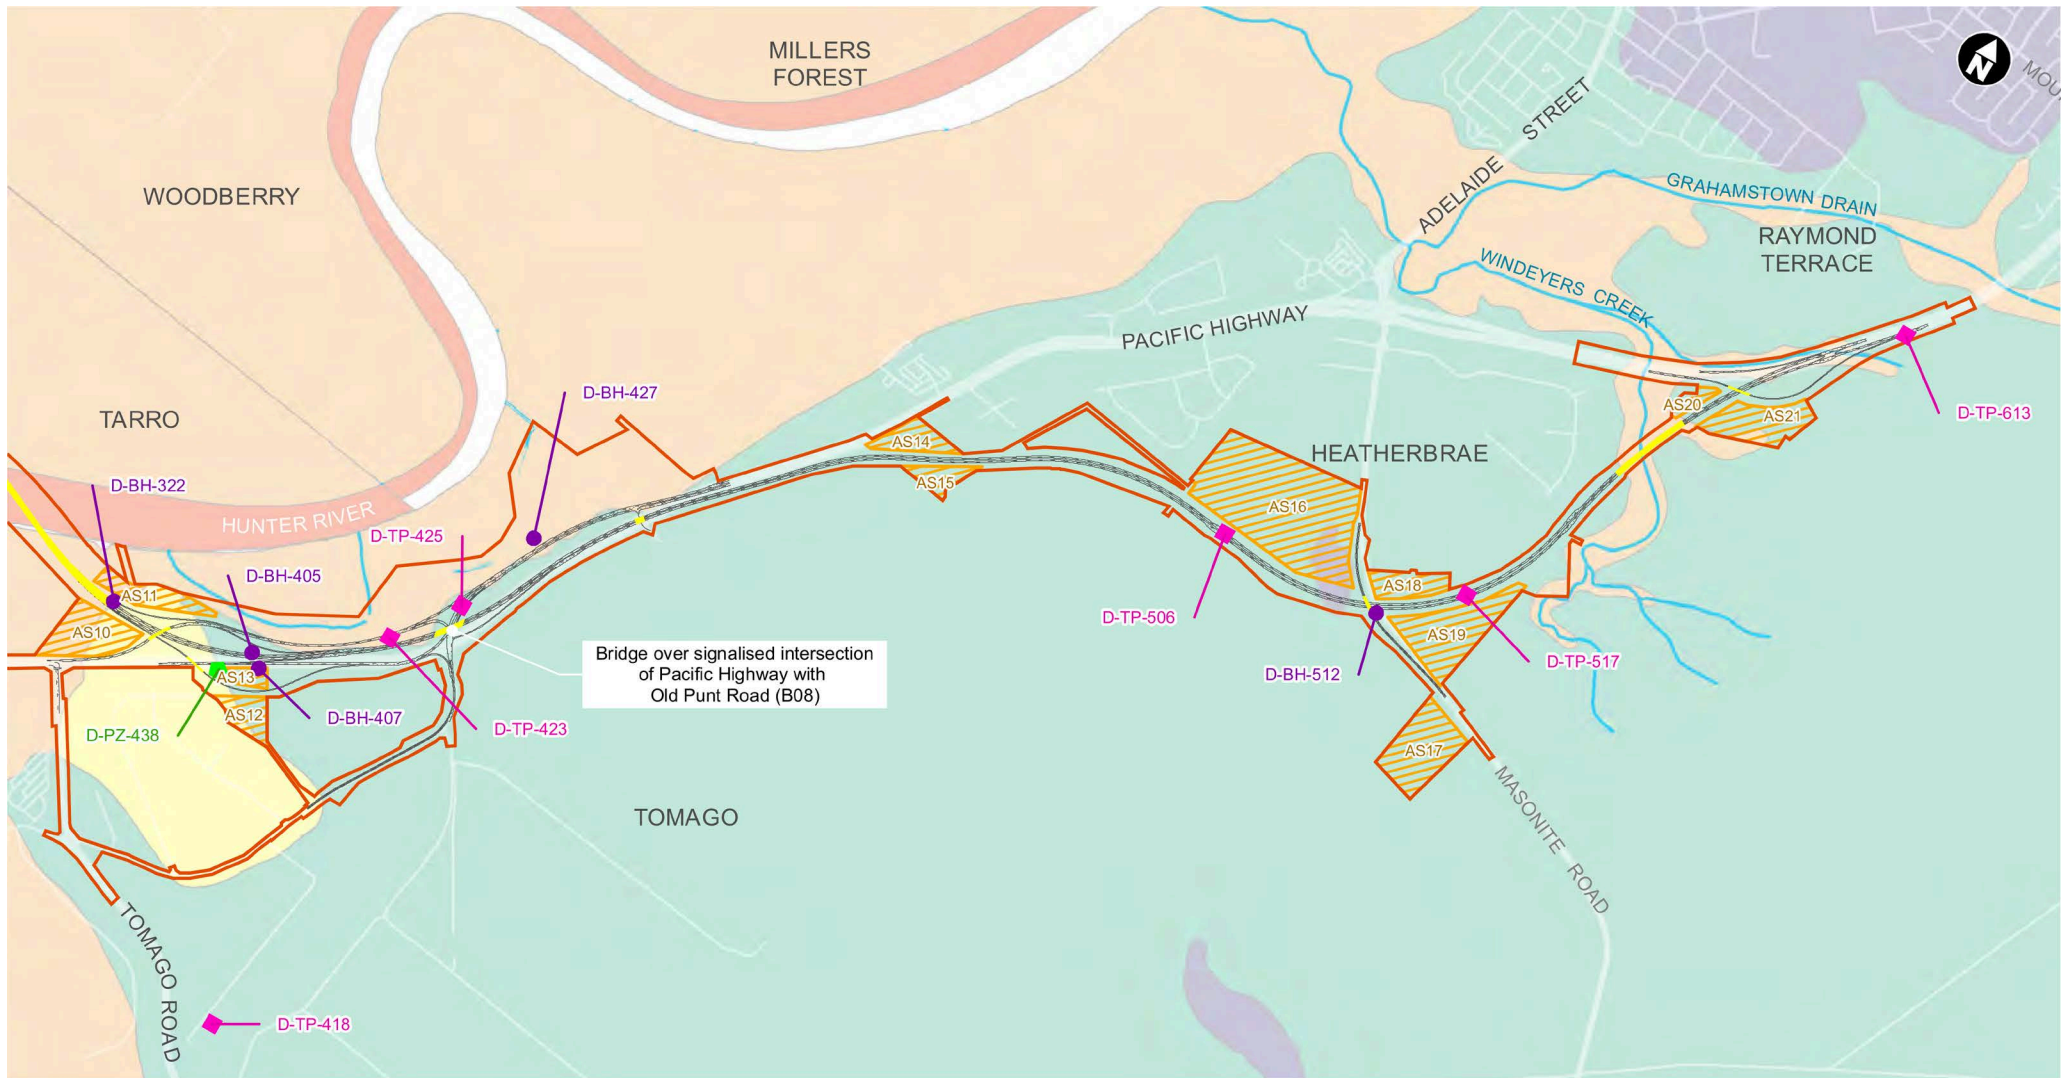 MILLERS
FOREST
N
MOU
ADELAIDE STREET
WOODBERRY
GRAHAMSTOWN DRAIN
RAYMOND
TERRACE
WINDEYERS CREEK
PACIFIC HIGHWAY
D-BH-427
TARRO
AS20
AS21
D-TP-613
AS14
HEATHERBRAE
D-BH-322
AS15
AS16
HUNTER RIVER
D-TP-425
D-BH-405
AS11
AS18
AS10
D-TP-506
AS19
Bridge over signalised intersection
of Pacific Highway with
Old Punt Road (B08)
D-TP-517
AS13
D-BH-512
AS12
D-BH-407
D-TP-423
D-PZ-438
AS17
TOMAGO
MASONITE ROAD
TOMAGO ROAD
D-TP-418